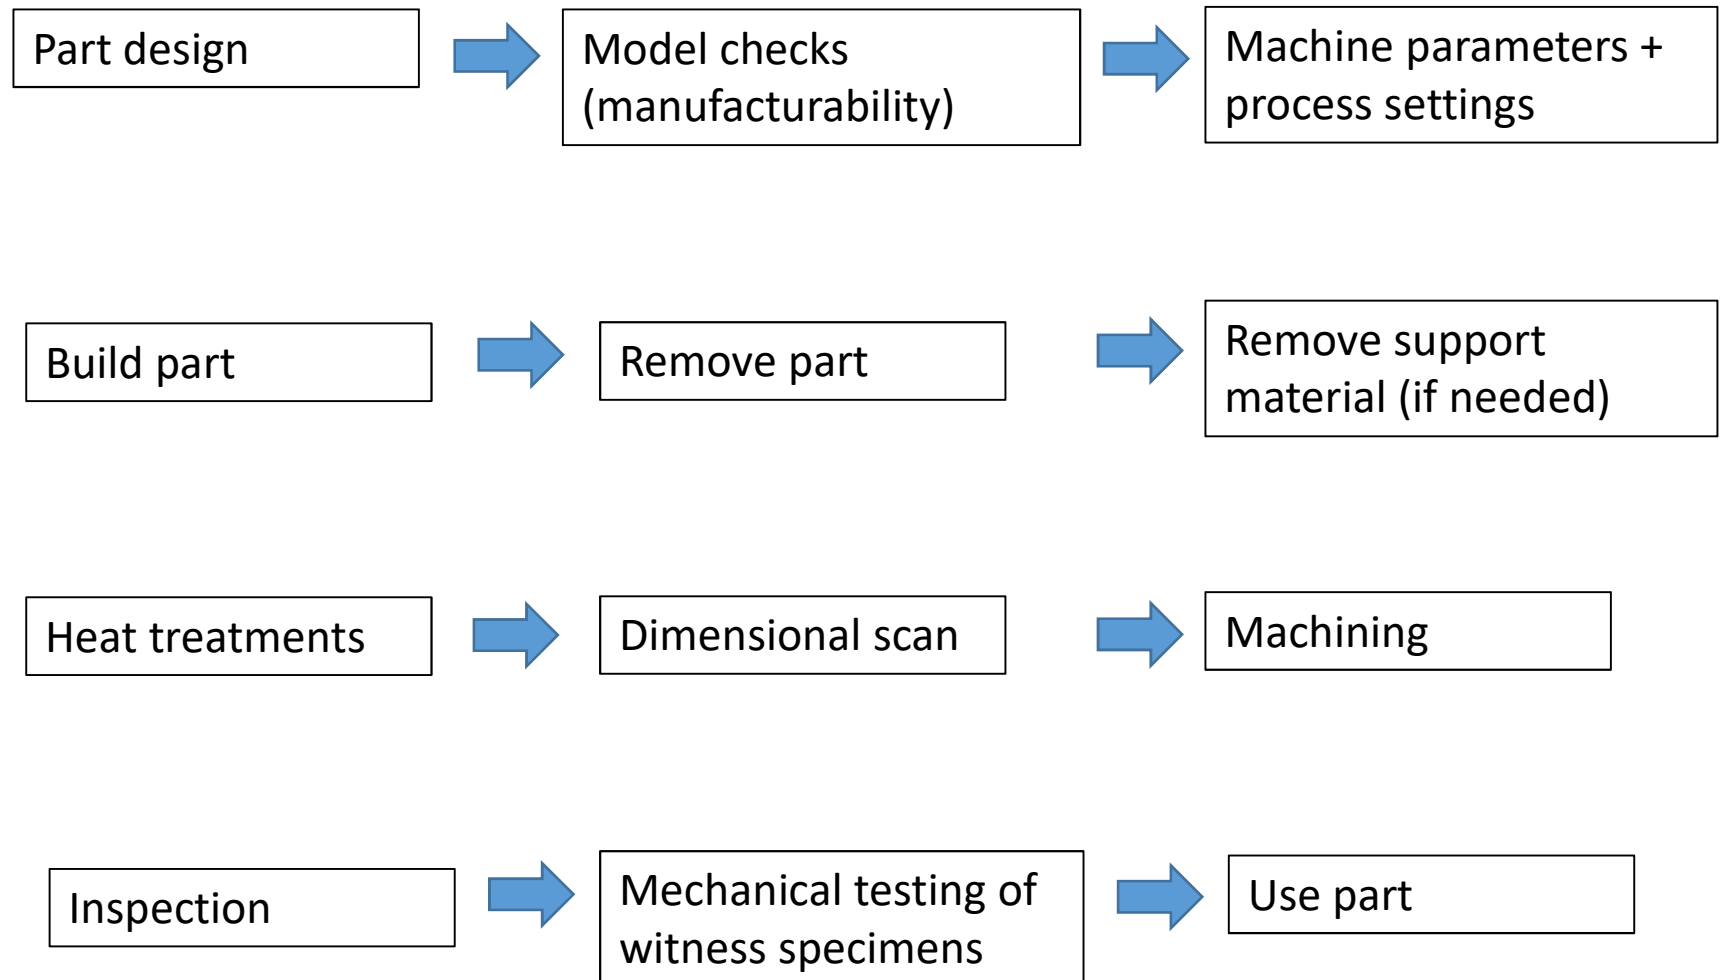 Part design
Model checks
(manufacturability)
Machine parameters +
process settings
Build part
Remove part
Remove support
material (if needed)
Heat treatments
Dimensional scan
Machining
Inspection
Mechanical testing of
witness specimens
Use part